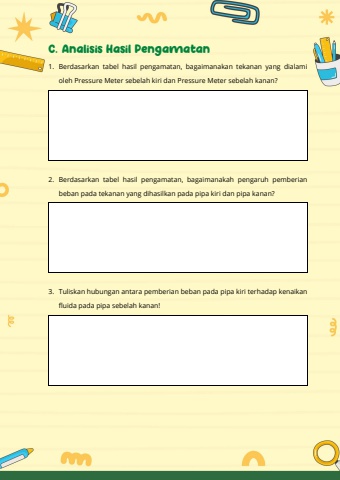 C. Analisis Hasil Pengamatan
1. Berdasarkan tabel hasil pengamatan, bagaimanakan tekanan yang dialami
oleh Pressure Meter sebelah kiri dan Pressure Meter sebelah kanan?
2. Berdasarkan tabel hasil pengamatan, bagaimanakah pengaruh pemberian
beban pada tekanan yang dihasilkan pada pipa kiri dan pipa kanan?
3. Tuliskan hubungan antara pemberian beban pada pipa kiri terhadap kenaikan
fluida pada pipa sebelah kanan!